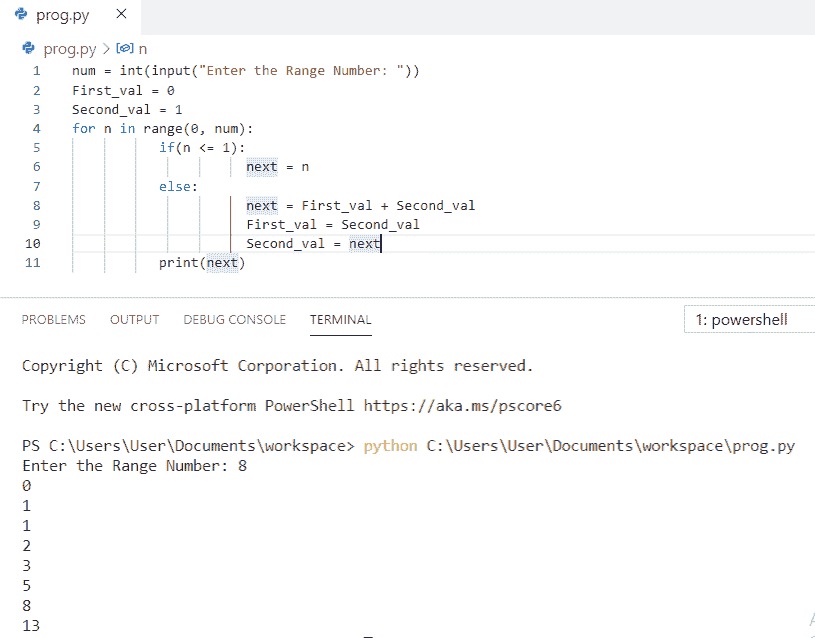 prog.py ×
prog.py > n
1 num = int(input("Enter the Range Number: "))
2 First_val = 0
3 Second_val = 1
4 for n in range(0, num):
5 if(n <= 1):
6 next = n
7 else:
8 next = First_val + Second_val
9 First_val = Second_val
10 Second_val = next
11 print(next)
PROBLEMS OUTPUT DEBUG CONSOLE TERMINAL 1: powershell
Copyright (C) Microsoft Corporation. All rights reserved.
Try the new cross-platform PowerShell https://aka.ms/pscore6
PS C:\Users\User\Documents\workspace> python C:\Users\User\Documents\workspace\prog.py
Enter the Range Number: 8
0
1
1
2
3
5
8
13